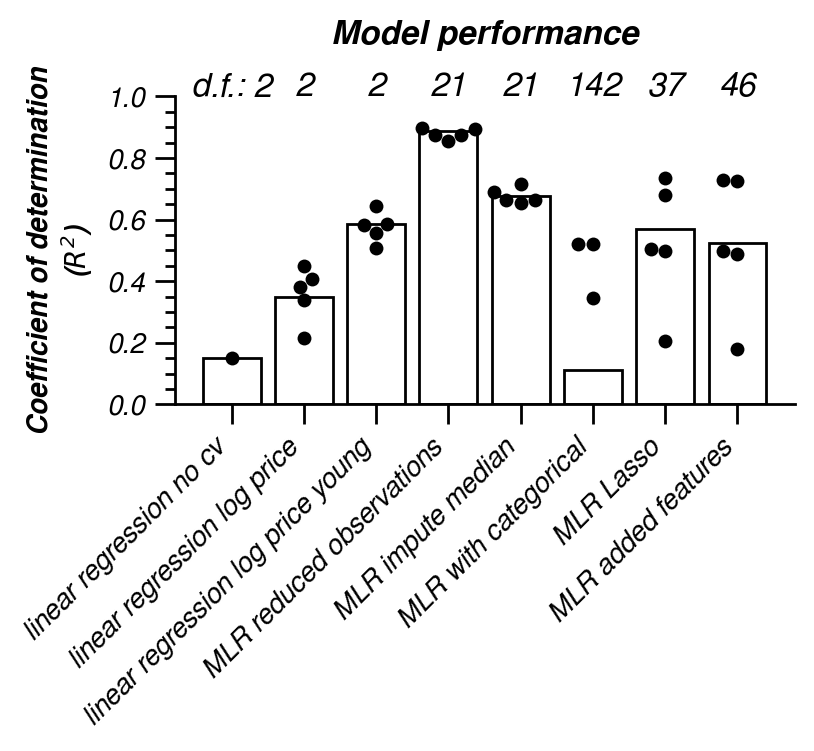 Model performance
d.f.: 2 2 2 21 21 142 37 46
Coefficient of determination
(R²)
1.0
0.8
0.6
0.4
0.2
0.0
linear regression no cv
linear regression log price
linear regression log price young
MLR reduced observations
MLR impute median
MLR with categorical
MLR Lasso
MLR added features